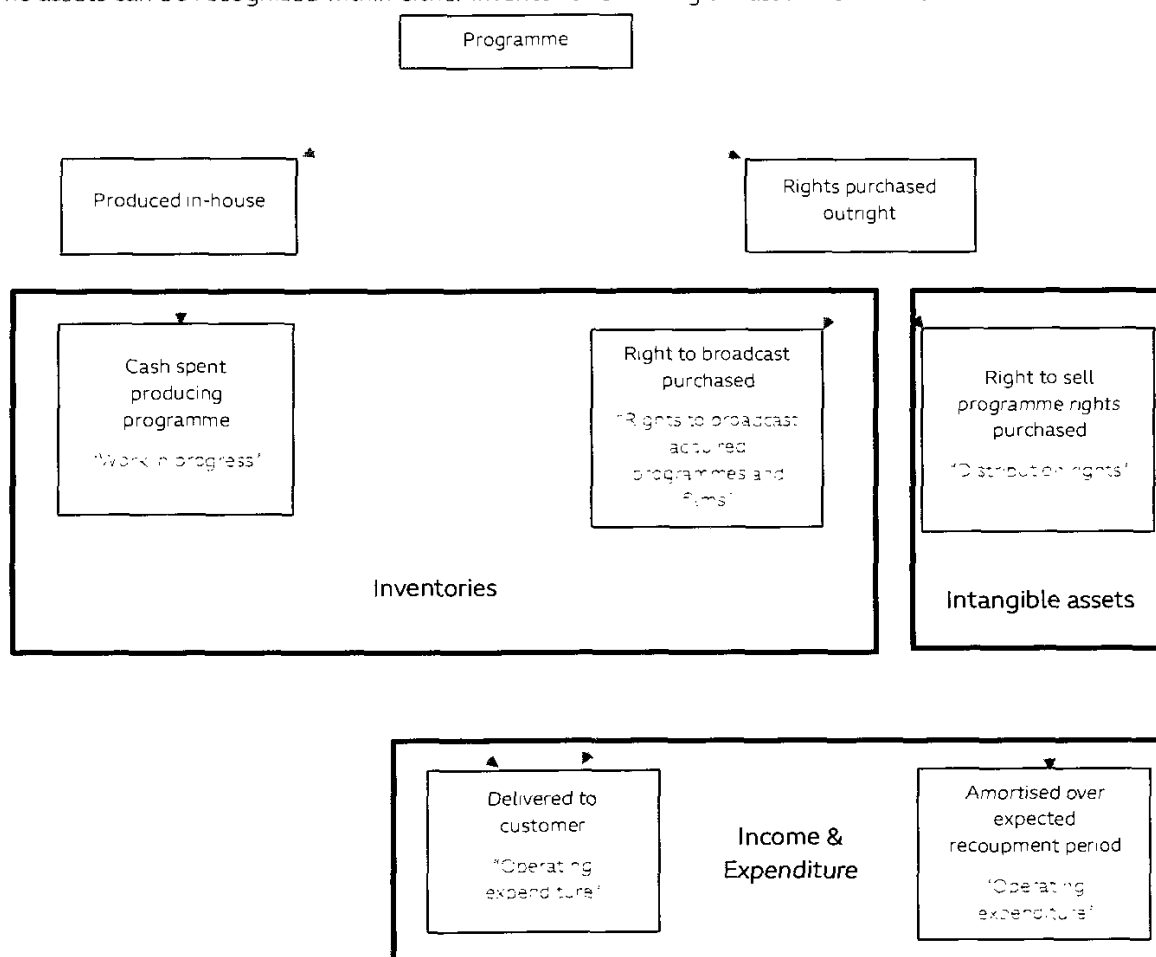 Programme
Produced in-house
Rights purchased
outright
Cash spent
producing
programme
"Work in progress"
Right to broadcast
purchased
"Rights to broadcast
acquired
programmes and
films"
Right to sell
programme rights
purchased
"Distribution rights"
Inventories
Intangible assets
Delivered to
customer
"Operating
expenditure"
Income &
Expenditure
Amortised over
expected
recoupment period
"Operating
expenditure"